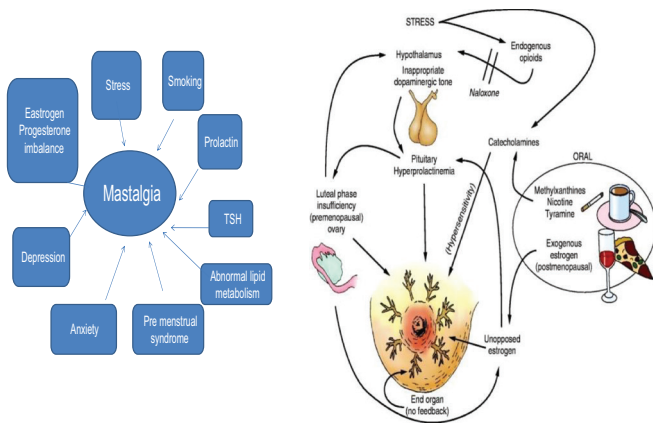 Stress
Smoking
Eastrogen
Progesterone
imbalance
Prolactin
Mastalgia
TSH
Depression
Abnormal lipid
metabolism
Anxiety
Pre menstrual
syndrome
STRESS
Endogenous
opioids
Hypothalamus
Inappropriate
dopaminergic tone
Naloxone
Catecholamines
Pituitary
Hyperprolactinemia
ORAL
Methylxanthines
Nicotine
Tyramine
Luteal phase
insufficiency
(premenopausal)
ovary
(Hypersensitivity)
Exogenous
estrogen
(postmenopausal)
Unopposed
estrogen
End organ
(no feedback)